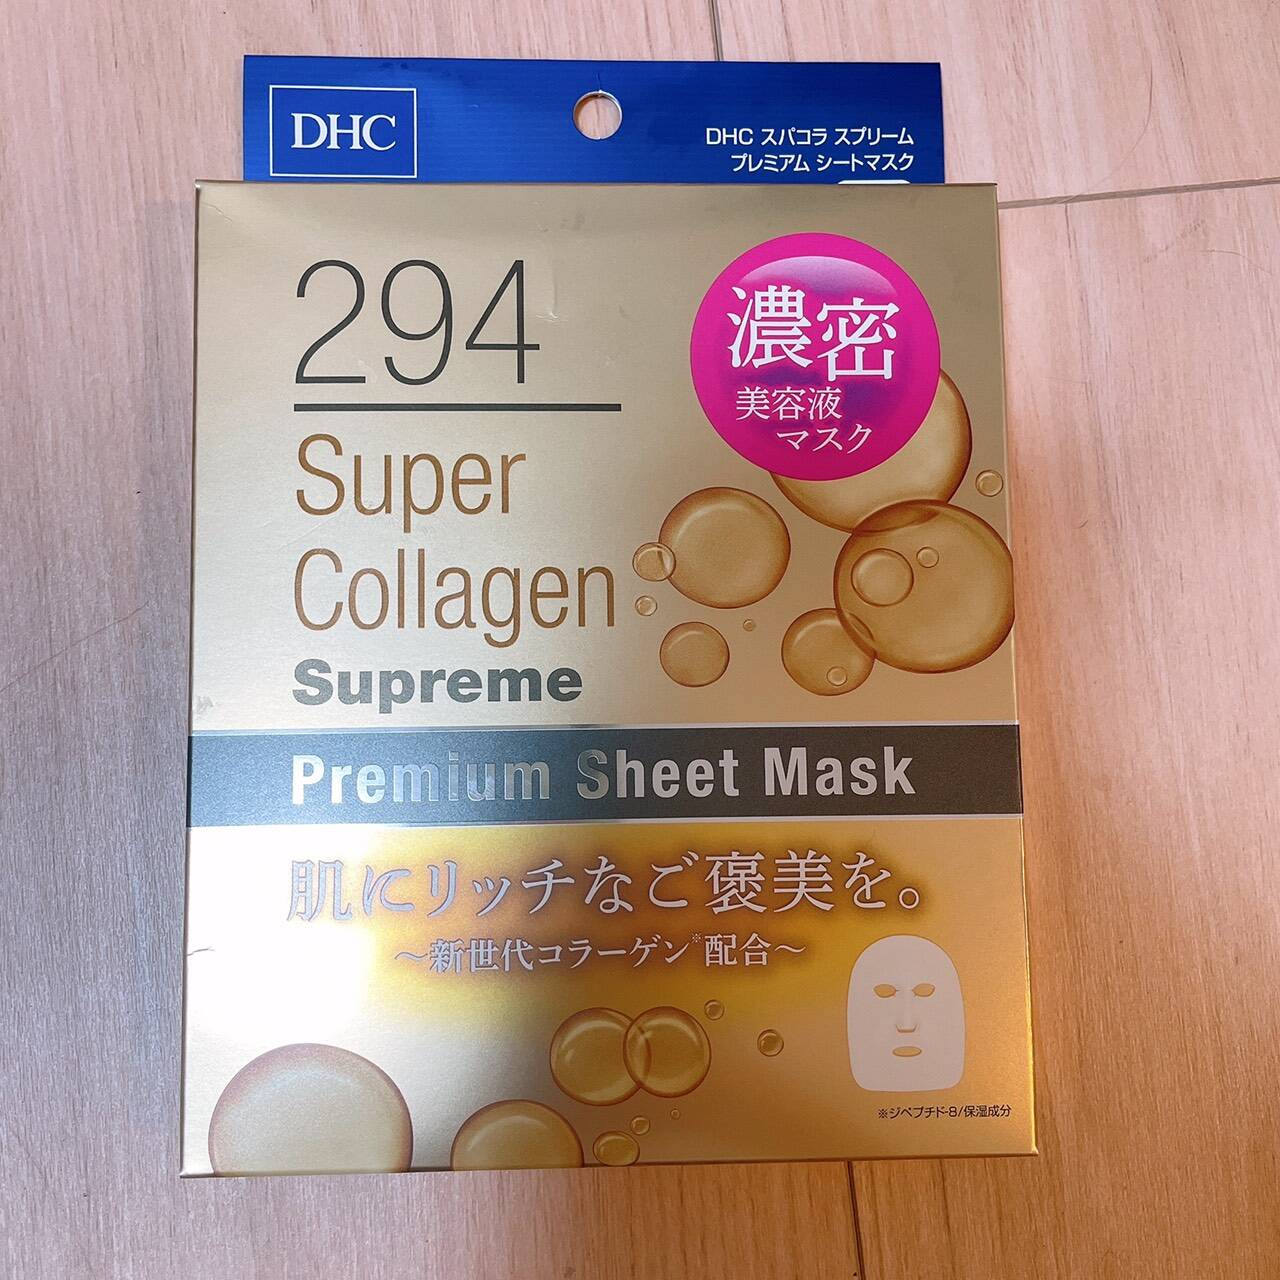 DHC
DHC スパコラ スプリーム
プレミアム シートマスク
294
Super
Collagen
Supreme
濃密
美容液
マスク
Premium Sheet Mask
肌にリッチなご褒美を。
～新世代コラーゲン※配合～
※ジペプチド-8/保湿成分